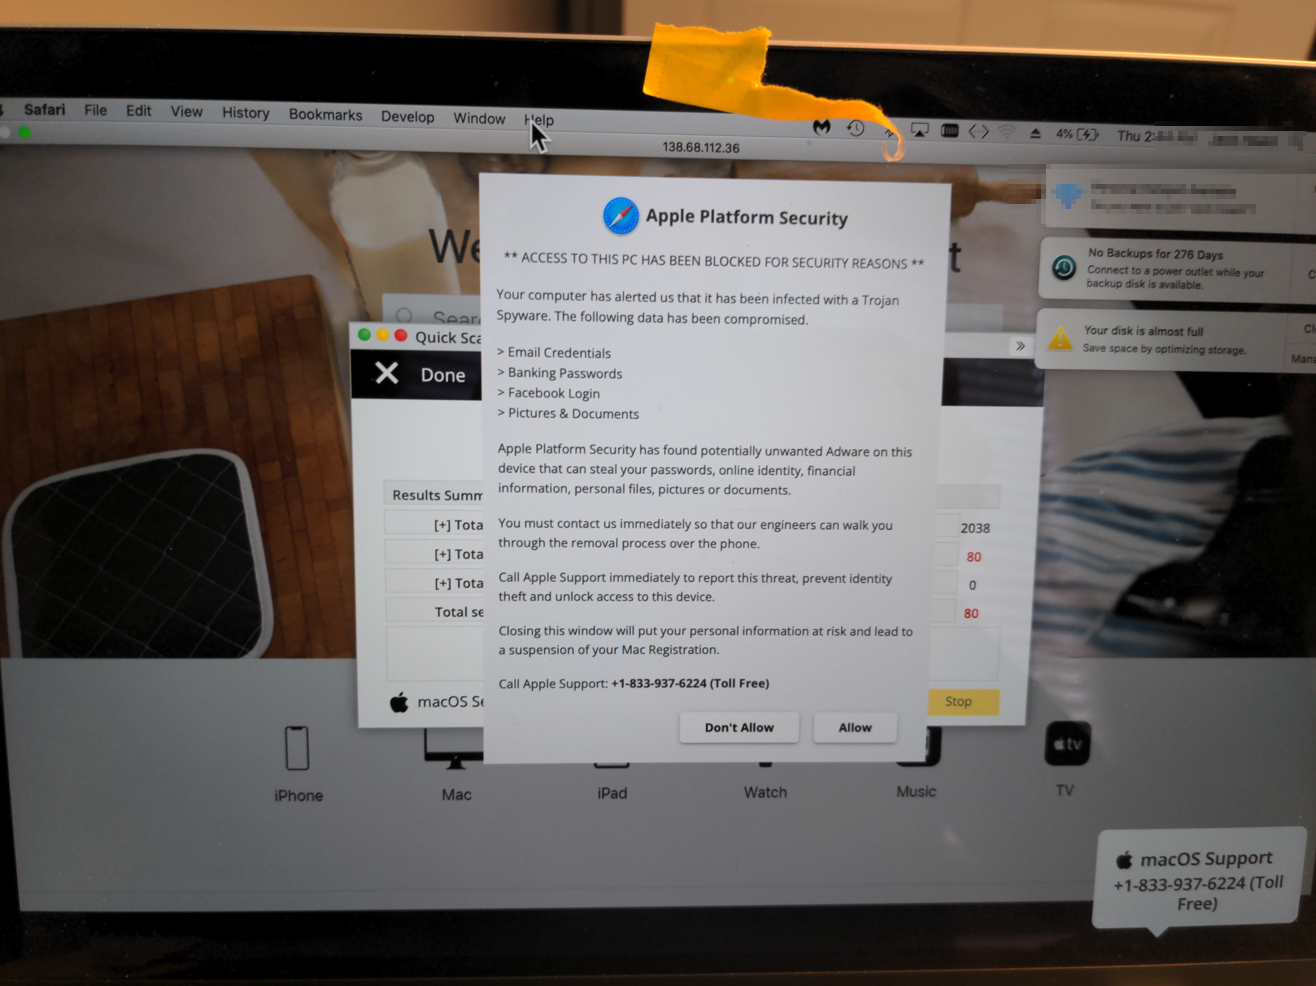 Safari File Edit View History Bookmarks Develop Window Help 4% Thu
138.68.112.36
Apple Platform Security
** ACCESS TO THIS PC HAS BEEN BLOCKED FOR SECURITY REASONS **
Your computer has alerted us that it has been infected with a Trojan
Spyware. The following data has been compromised.
> Email Credentials
> Banking Passwords
> Facebook Login
> Pictures & Documents
Apple Platform Security has found potentially unwanted Adware on this
device that can steal your passwords, online identity, financial
information, personal files, pictures or documents.
You must contact us immediately so that our engineers can walk you
through the removal process over the phone.
Call Apple Support immediately to report this threat, prevent identity
theft and unlock access to this device.
Closing this window will put your personal information at risk and lead to
a suspension of your Mac Registration.
Call Apple Support: +1-833-937-6224 (Toll Free)
Don't Allow Allow
No Backups for 276 Days
Connect to a power outlet while your
backup disk is available.
Your disk is almost full
Save space by optimizing storage.
We t
Sear
Quick Sca »
Done
Results Summ
[+] Tota 2038
[+] Tota 80
[+] Tota 0
Total se 80
macOS Se Stop
iPhone Mac iPad Watch Music TV
tv
macOS Support
+1-833-937-6224 (Toll
Free)